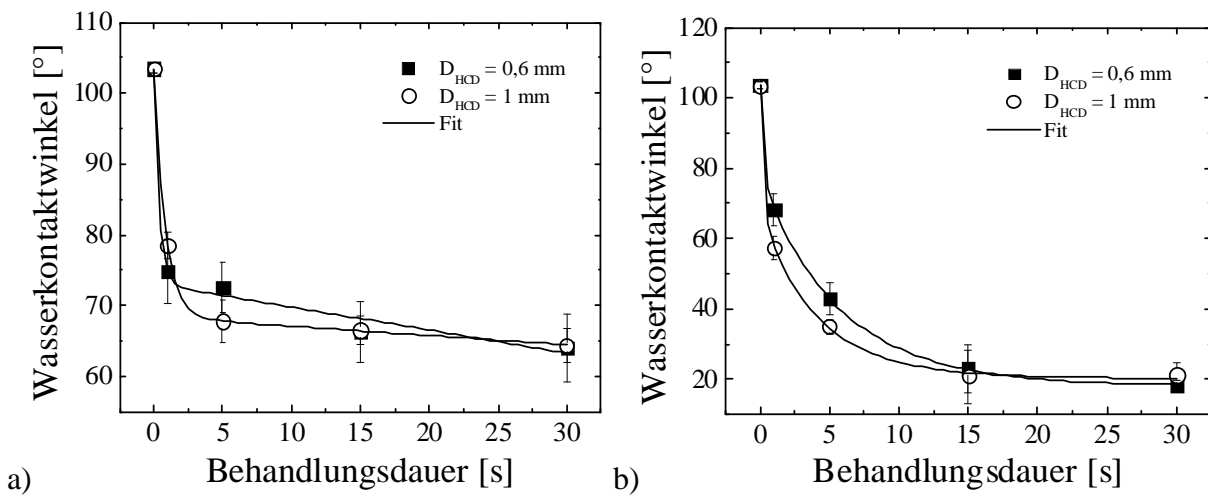 110
100
90
80
70
60
0 5 10 15 20 25 30
Wasserkontaktwinkel [°]
Behandlungsdauer [s]
D_HCD = 0,6 mm
D_HCD = 1 mm
Fit
a)
120
100
80
60
40
20
0 5 10 15 20 25 30
Wasserkontaktwinkel [°]
Behandlungsdauer [s]
D_HCD = 0,6 mm
D_HCD = 1 mm
Fit
b)